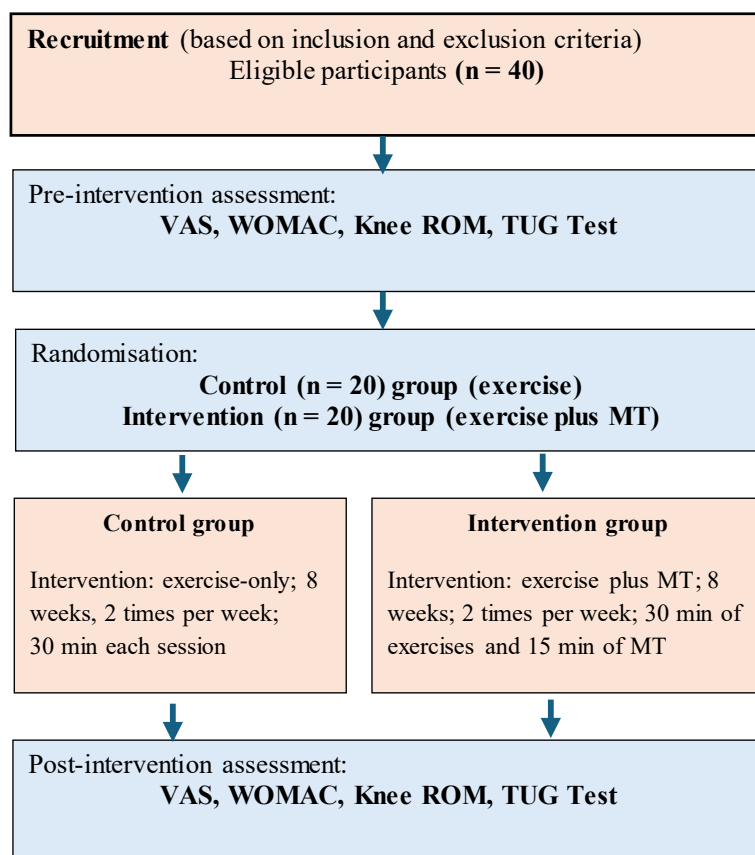 Recruitment (based on inclusion and exclusion criteria)
Eligible participants (n = 40)
Pre-intervention assessment:
VAS, WOMAC, Knee ROM, TUG Test
Randomisation:
Control (n = 20) group (exercise)
Intervention (n = 20) group (exercise plus MT)
Control group
Intervention: exercise-only; 8
weeks, 2 times per week;
30 min each session
Intervention group
Intervention: exercise plus MT; 8
weeks; 2 times per week; 30 min of
exercises and 15 min of MT
Post-intervention assessment:
VAS, WOMAC, Knee ROM, TUG Test